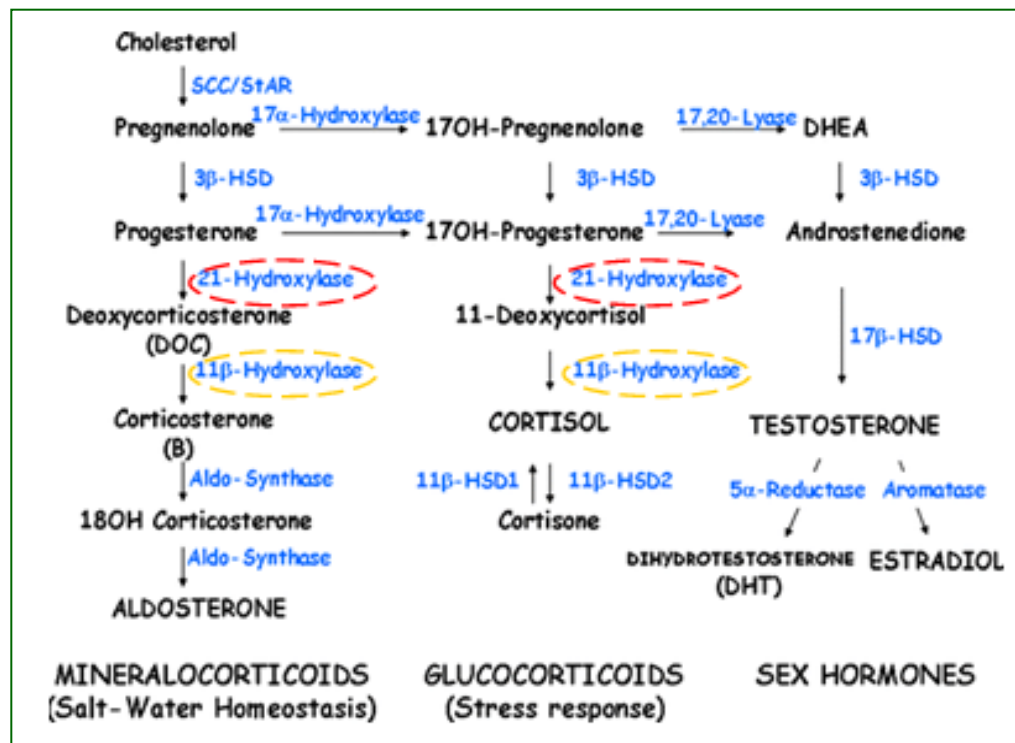 Cholesterol
SCC/StAR
17α-Hydroxylase
17,20-Lyase
Pregnenolone
17OH-Pregnenolone
DHEA
3β-HSD
3β-HSD
3β-HSD
17α-Hydroxylase
17,20-Lyase
Progesterone
17OH-Progesterone
Androstenedione
21-Hydroxylase
21-Hydroxylase
Deoxycorticosterone
(DOC)
11-Deoxycortisol
17β-HSD
11β-Hydroxylase
11β-Hydroxylase
Corticosterone
(B)
CORTISOL
TESTOSTERONE
Aldo-Synthase
11β-HSD1
11β-HSD2
5α-Reductase
Aromatase
18OH Corticosterone
Cortisone
Aldo-Synthase
DIHYDROTESTOSTERONE
(DHT)
ESTRADIOL
ALDOSTERONE
MINERALOCORTICOIDS
(Salt-Water Homeostasis)
GLUCOCORTICOIDS
(Stress response)
SEX HORMONES